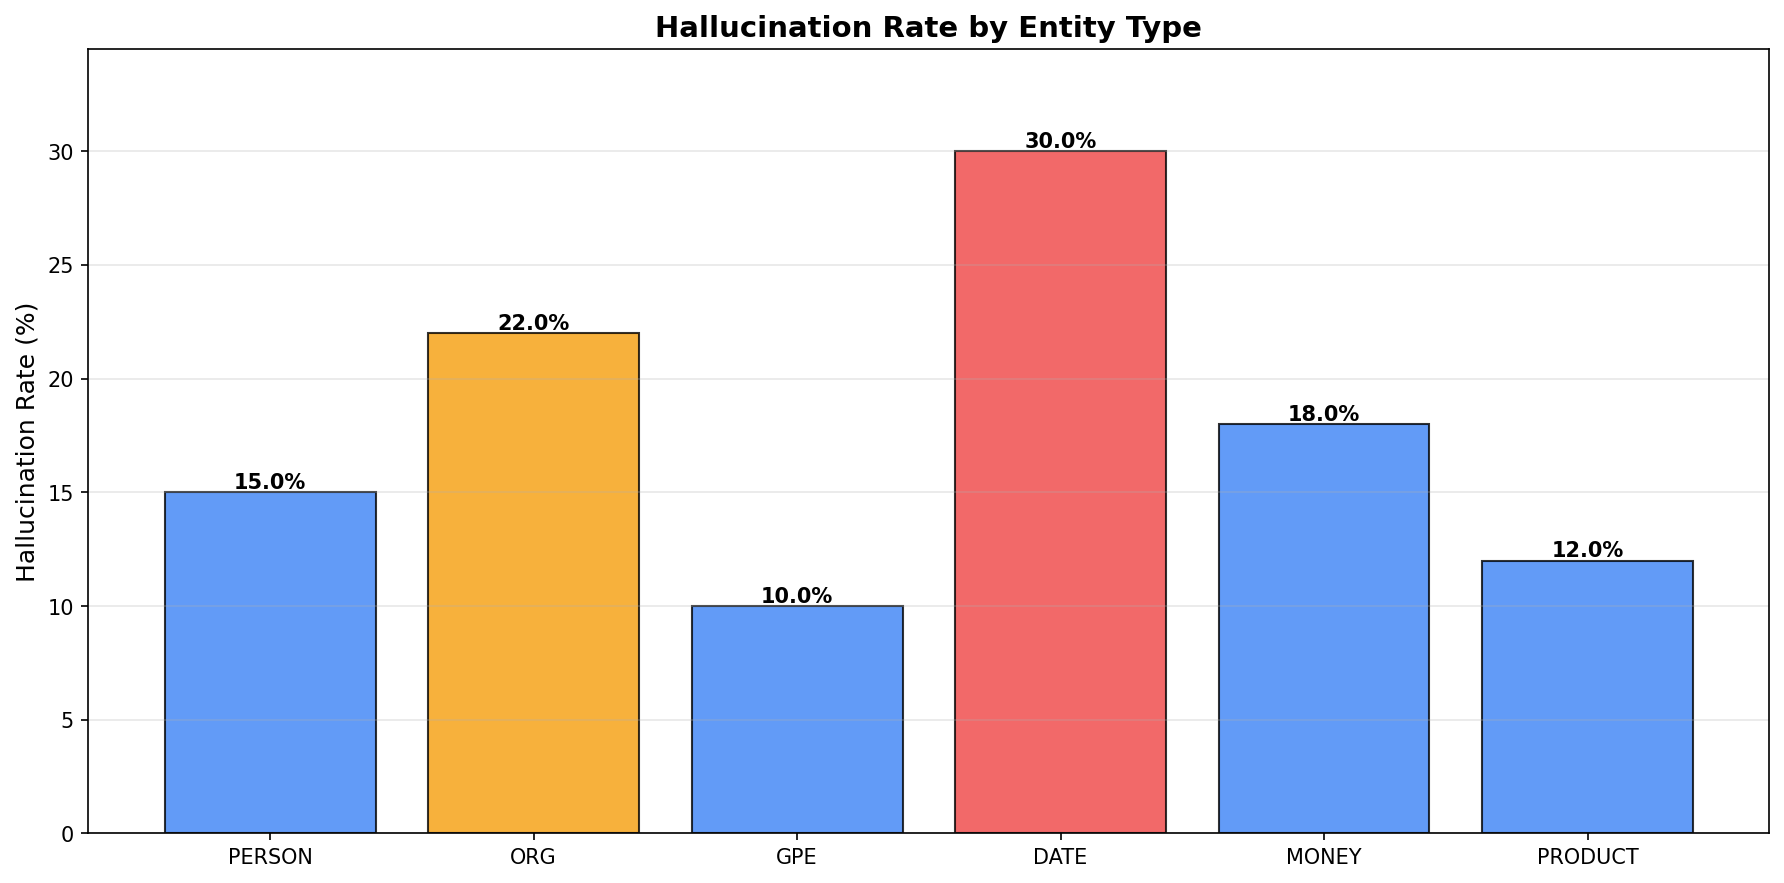 Hallucination Rate by Entity Type
Hallucination Rate (%)
30
25
20
15
10
5
0
15.0%
22.0%
10.0%
30.0%
18.0%
12.0%
PERSON
ORG
GPE
DATE
MONEY
PRODUCT